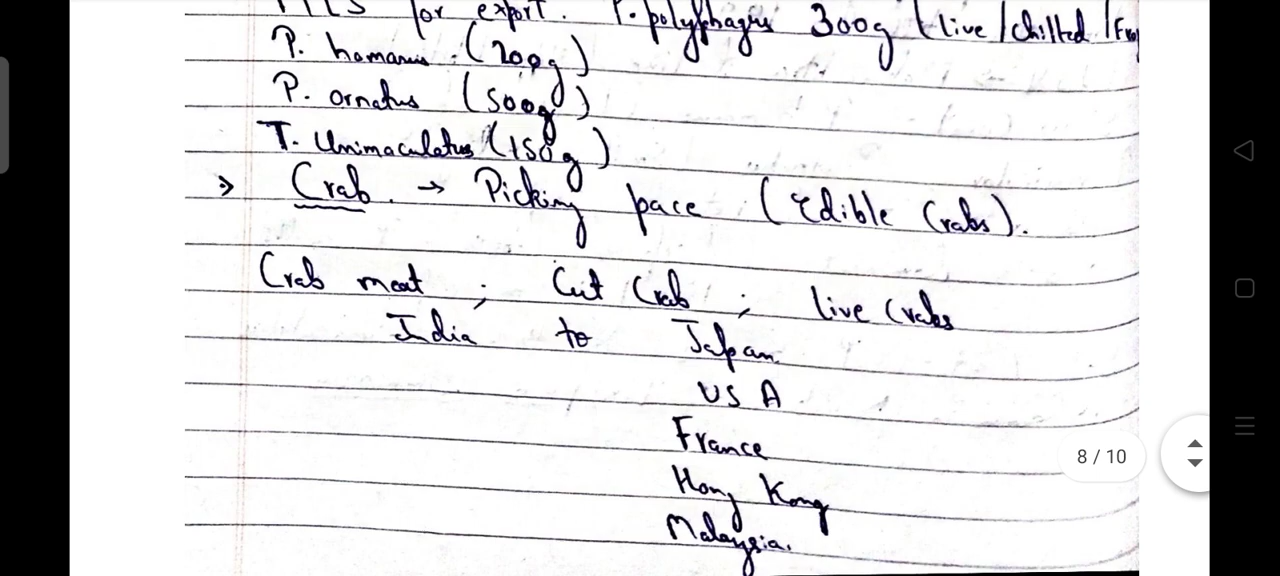 for export. P. polyphagus 300g (live/chilled/
P. homarus. (200g)
P. ornatus (500g)
T. Unimaculatus (150g)
» Crab. → Picking pace (Edible Crabs).
Crab meat ; Cut Crab ; live Crabs
India to Japan.
USA
France
8 / 10
Hong Kong
Malaysia.